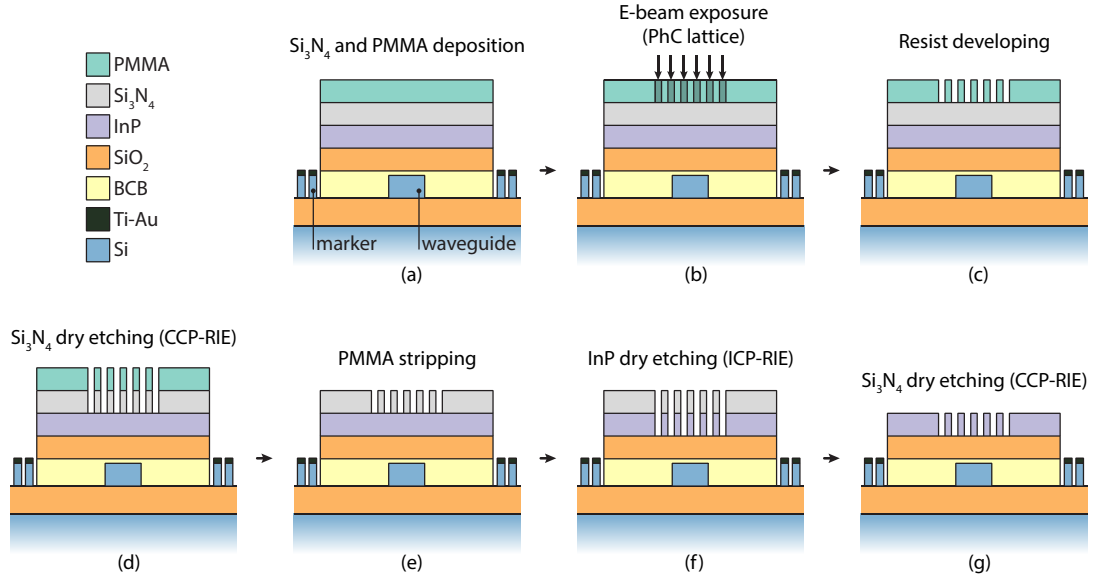 PMMA
Si₃N₄
InP
SiO₂
BCB
Ti-Au
Si
Si₃N₄ and PMMA deposition
marker
waveguide
(a)
E-beam exposure
(PhC lattice)
(b)
Resist developing
(c)
Si₃N₄ dry etching (CCP-RIE)
(d)
PMMA stripping
(e)
InP dry etching (ICP-RIE)
(f)
Si₃N₄ dry etching (CCP-RIE)
(g)